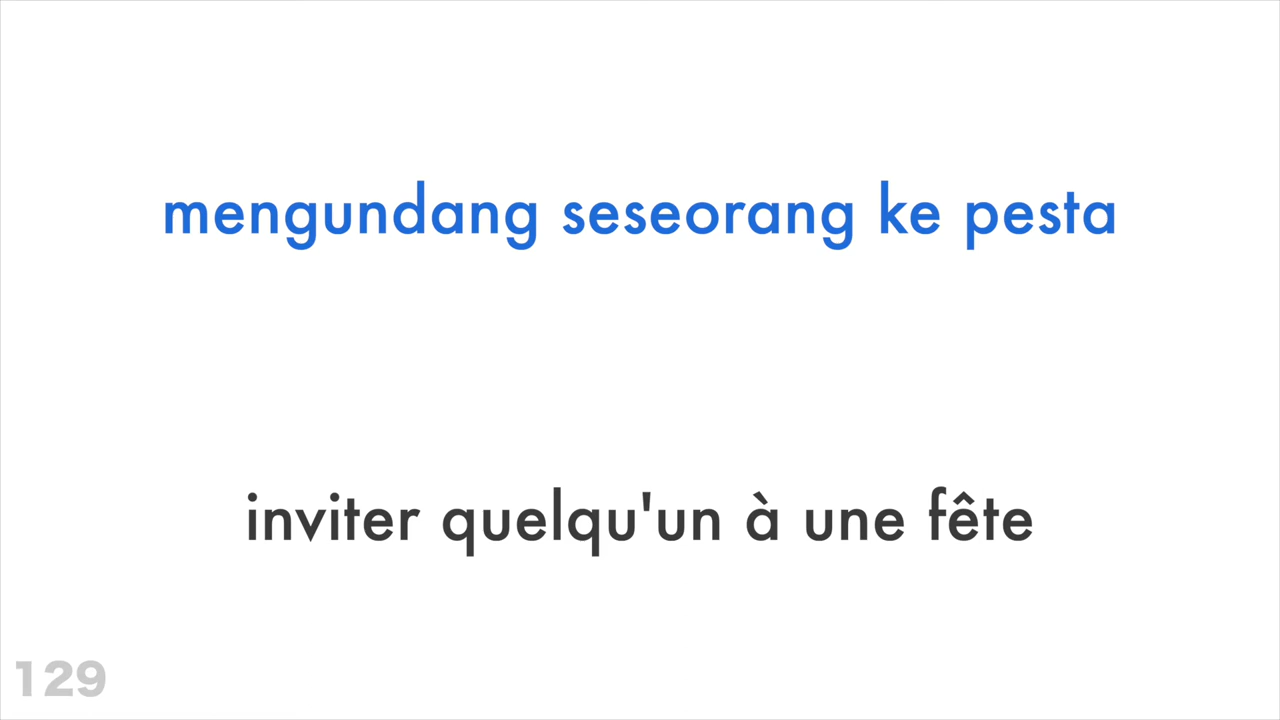 mengundang seseorang ke pesta
inviter quelqu'un à une fête
129